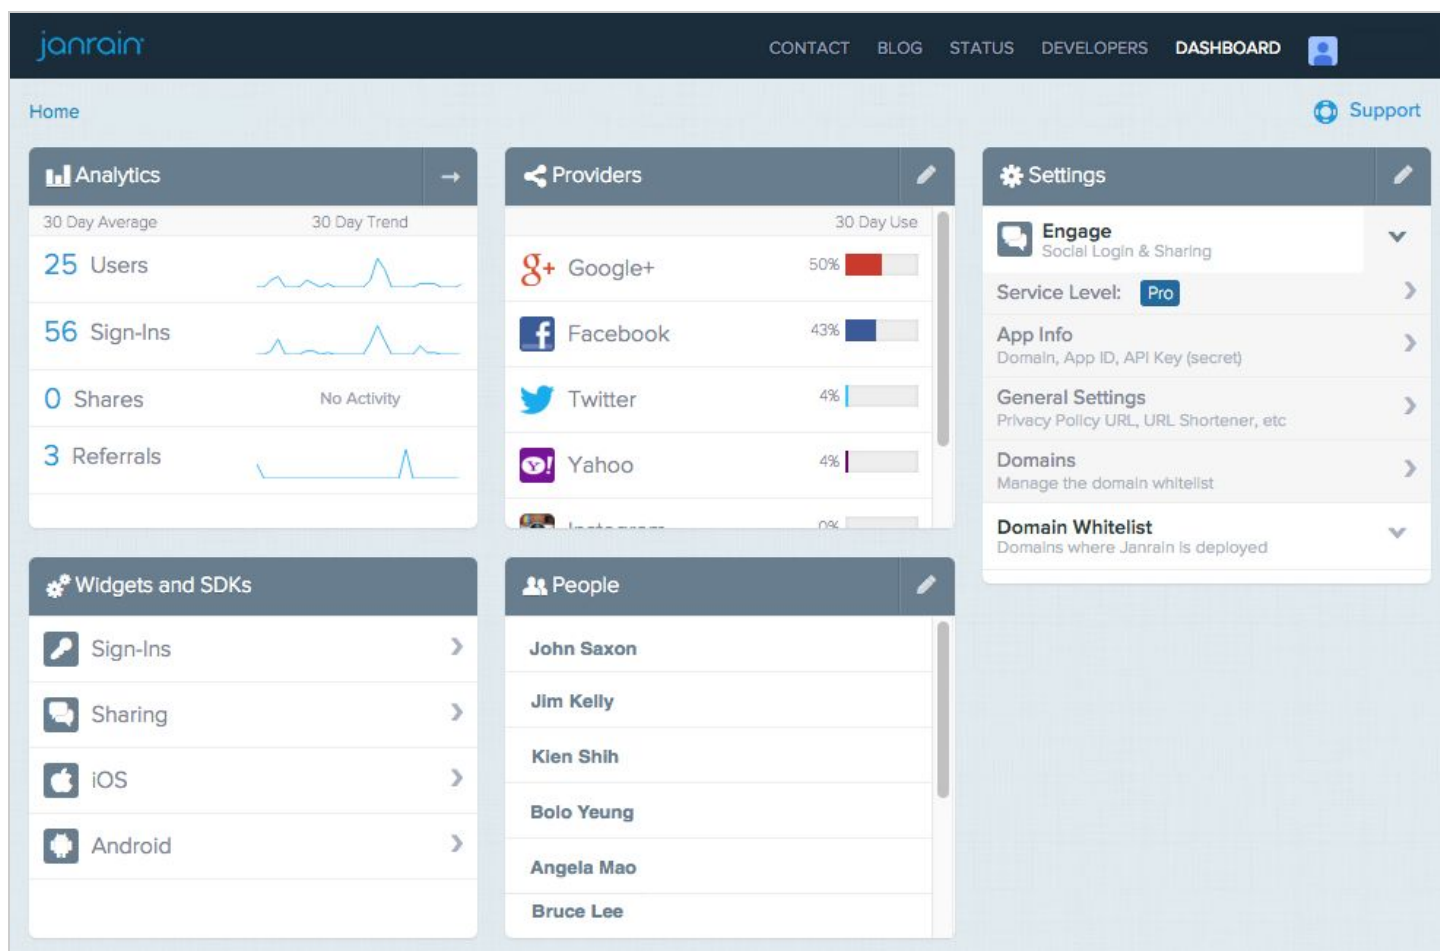 janrain
CONTACT BLOG STATUS DEVELOPERS DASHBOARD
Home
Support
Analytics
30 Day Average 30 Day Trend
25 Users
56 Sign-Ins
0 Shares No Activity
3 Referrals
Providers
30 Day Use
g+ Google+ 50%
f Facebook 43%
Twitter 4%
Y! Yahoo 4%
Instagram 0%
Settings
Engage
Social Login & Sharing
Service Level: Pro
App Info
Domain, App ID, API Key (secret)
General Settings
Privacy Policy URL, URL Shortener, etc
Domains
Manage the domain whitelist
Domain Whitelist
Domains where Janrain is deployed
Widgets and SDKs
Sign-Ins
Sharing
iOS
Android
People
John Saxon
Jim Kelly
Kien Shih
Bolo Yeung
Angela Mao
Bruce Lee